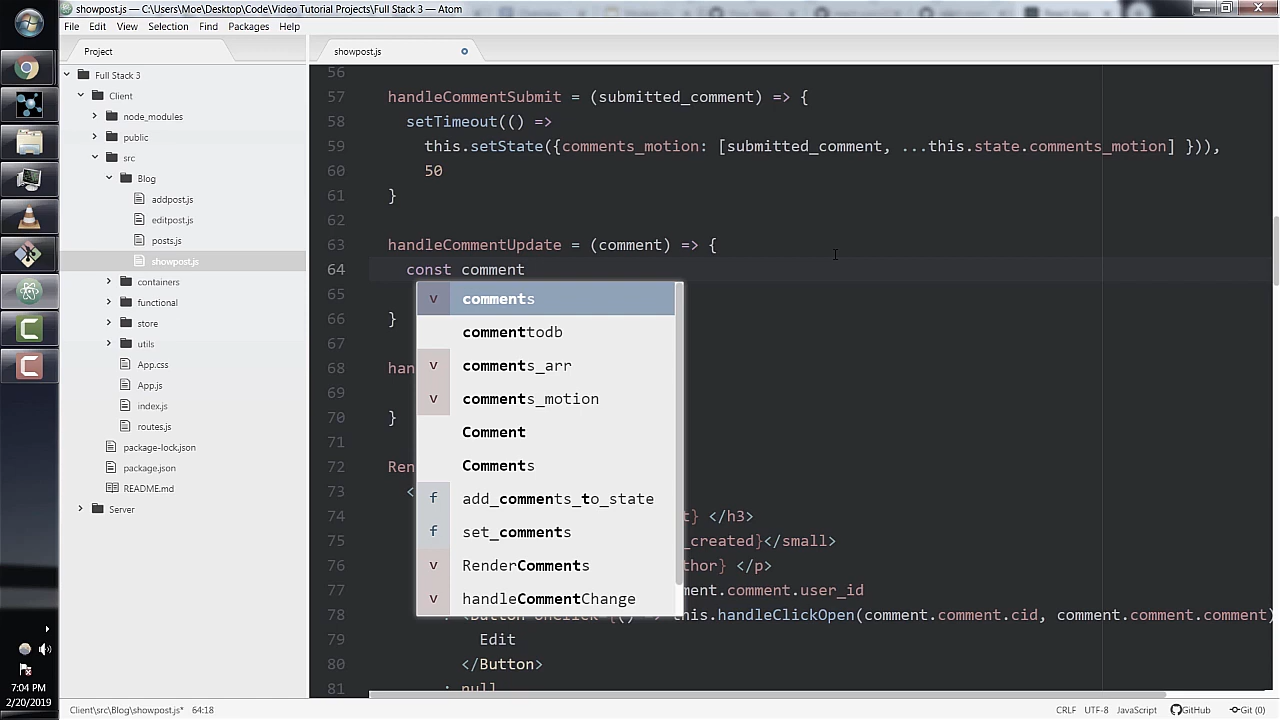 showpost.js — C:\Users\Moe\Desktop\Code\Video Tutorial Projects\Full Stack 3 — Atom
File Edit View Selection Find Packages Help
Project
showpost.js
Full Stack 3
Client
node_modules
public
src
Blog
addpost.js
editpost.js
posts.js
showpost.js
containers
functional
store
utils
App.css
App.js
index.js
routes.js
package-lock.json
package.json
README.md
Server
56
57 handleCommentSubmit = (submitted_comment) => {
58 setTimeout(() =>
59 this.setState({comments_motion: [submitted_comment, ...this.state.comments_motion] })),
60 50
61 }
62
63 handleCommentUpdate = (comment) => {
64 const comment
65
66 }
67
68 han
69
70 }
71
72 Ren
73 <
74 t} </h3>
75 _created}</small>
76 thor} </p>
77 ment.comment.user_id
78 this.handleClickOpen(comment.comment.cid, comment.comment.comment)
79 Edit
80 </Button>
81 : null
v comments
commenttodb
v comments_arr
v comments_motion
Comment
Comments
f add_comments_to_state
f set_comments
v RenderComments
v handleCommentChange
7:04 PM
2/20/2019
Client\src\Blog\showpost.js* 64:18
CRLF UTF-8 JavaScript GitHub Git (0)